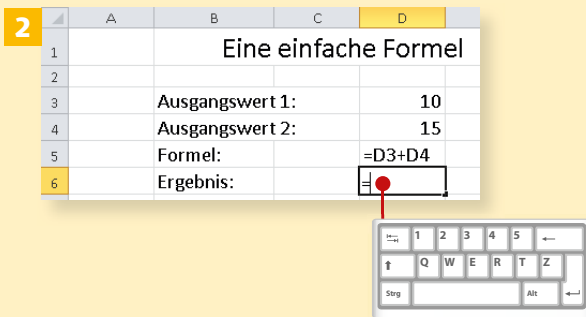 2
A B C D
1 Eine einfache Formel
2
3 Ausgangswert 1: 10
4 Ausgangswert 2: 15
5 Formel: =D3+D4
6 Ergebnis: =
1 2 3 4 5
Q W E R T Z
Strg Alt